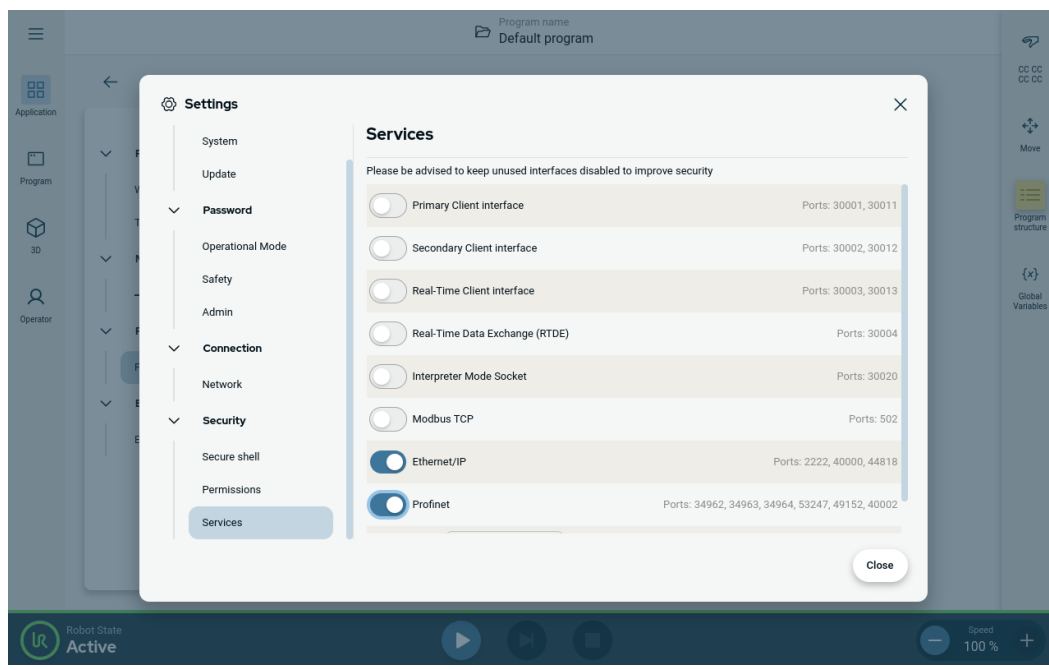 Program name
Default program
Application
Program
3D
Operator
Settings
System
Update
Password
Operational Mode
Safety
Admin
Connection
Network
Security
Secure shell
Permissions
Services
Services
Please be advised to keep unused interfaces disabled to improve security
Primary Client interface Ports: 30001, 30011
Secondary Client interface Ports: 30002, 30012
Real-Time Client interface Ports: 30003, 30013
Real-Time Data Exchange (RTDE) Ports: 30004
Interpreter Mode Socket Ports: 30020
Modbus TCP Ports: 502
Ethernet/IP Ports: 2222, 40000, 44818
Profinet Ports: 34962, 34963, 34964, 53247, 49152, 40002
Close
CC CC
CC CC
Move
Program
structure
{x}
Global
Variables
UR
Robot State
Active
Speed
100 %